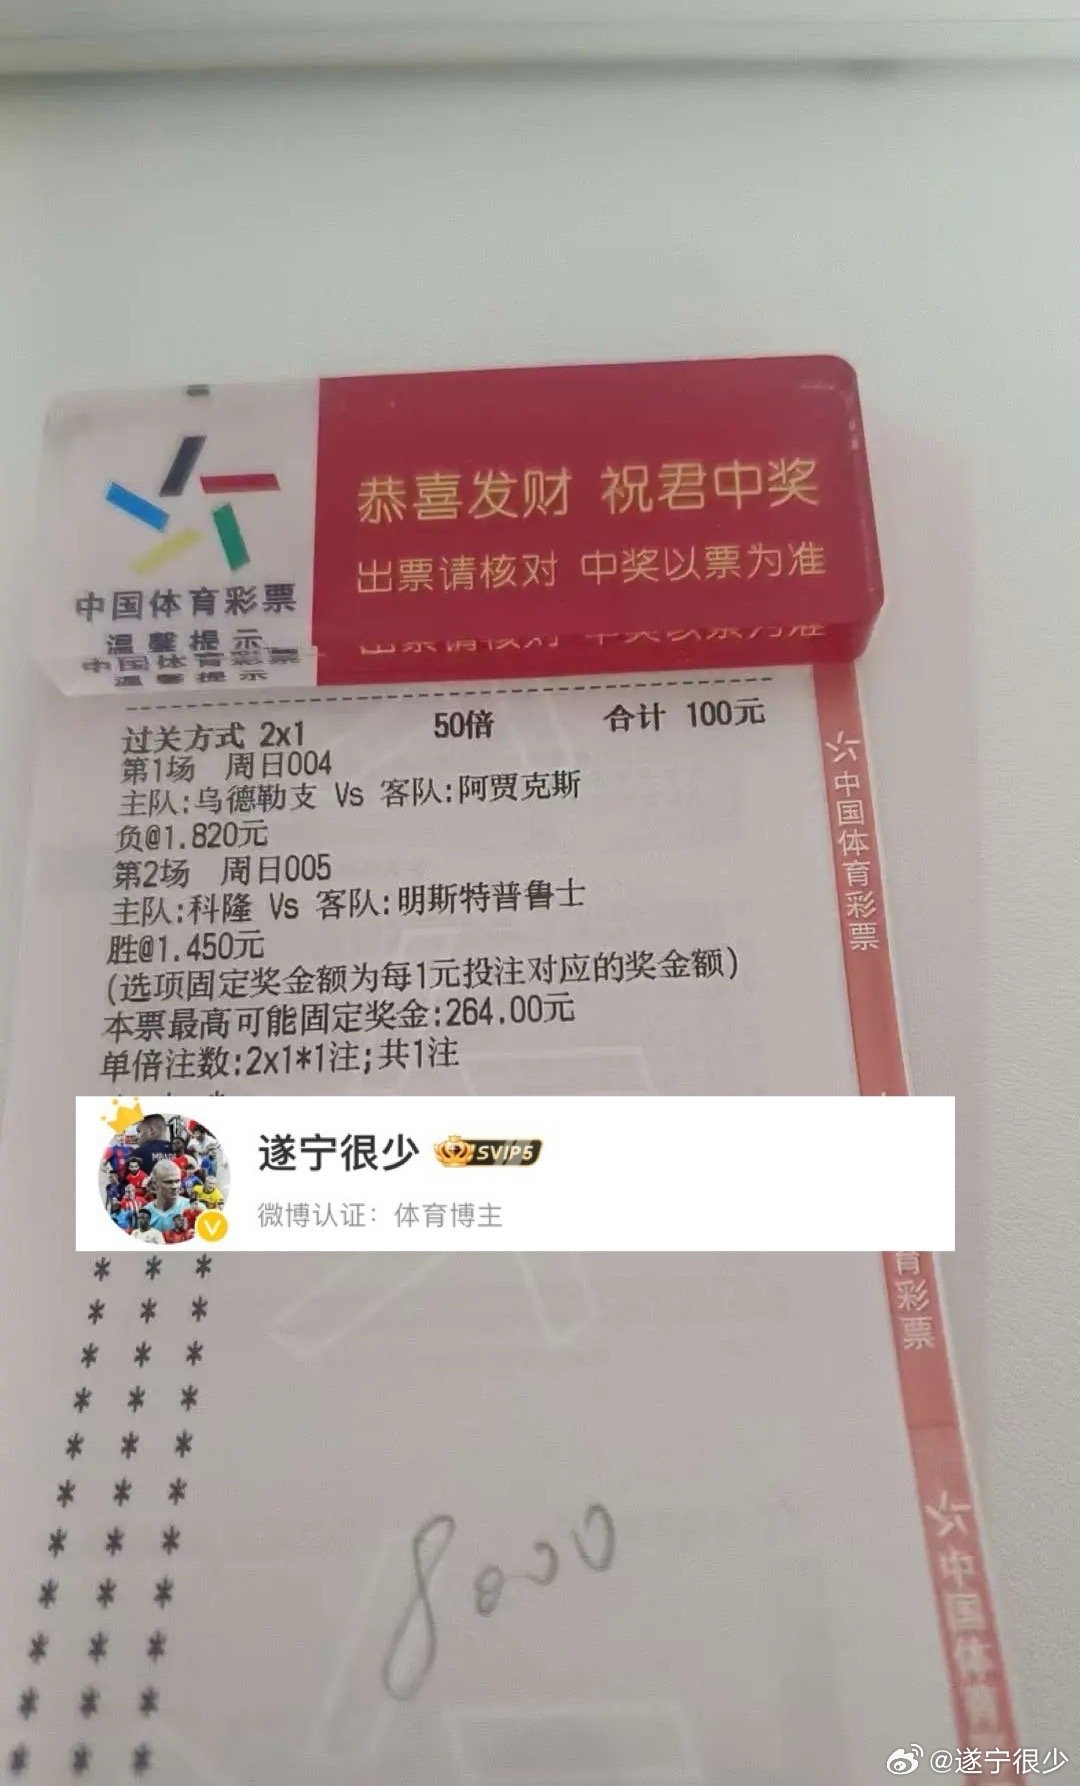 恭喜发财 祝君中奖
出票请核对 中奖以票为准
中国体育彩票
温馨提示
过关方式 2x1 50倍 合计 100元
第1场 周日004
主队:乌德勒支 Vs 客队:阿贾克斯
负@1.820元
第2场 周日005
主队:科隆 Vs 客队:明斯特普鲁士
胜@1.450元
(选项固定奖金额为每1元投注对应的奖金额)
本票最高可能固定奖金:264.00元
单倍注数:2x1*1注;共1注
遂宁很少 SVIP5
微博认证：体育博主
* * *
* * *
* * *
* * *
* * *
* * *
* * *
* * *
* * *
* * *
* * *
8000
中国体育彩票
育彩票
中国体育
@遂宁很少